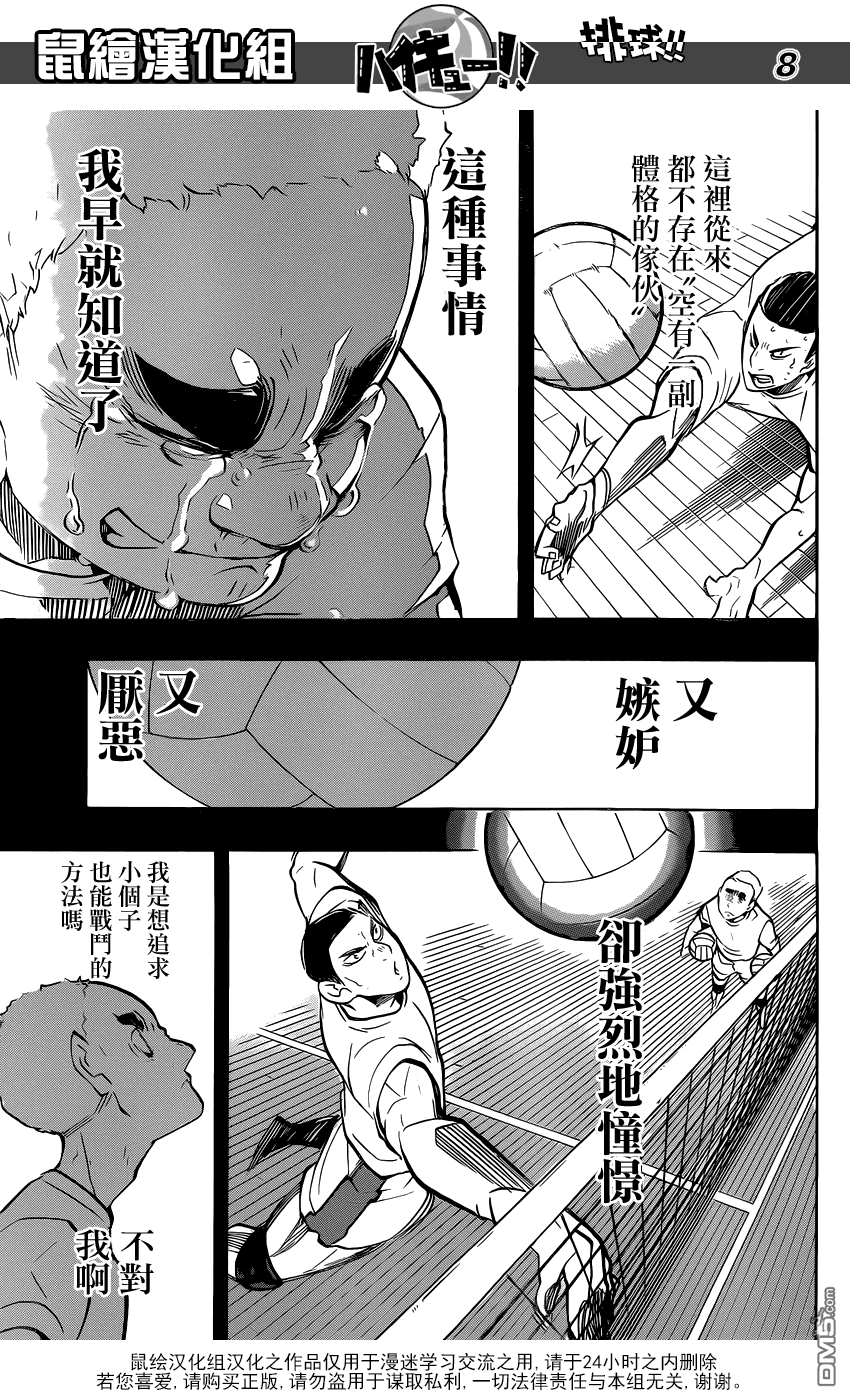 鼠繪漢化組
ハイキュー!!
排球!!
8
這裡從來
都不存在"空有一副
體格的傢伙"
這種事情
我早就知道了
又
嫉妒
又
厭惡
卻強烈地憧憬
我是想追求
小個子
也能戰鬥的
方法嗎
不對
我啊
鼠绘汉化组汉化之作品仅用于漫迷学习交流之用, 请于24小时之内删除
若您喜爱, 请购买正版, 请勿盗用于谋取私利, 一切法律责任与本组无关, 谢谢。
DM5.com